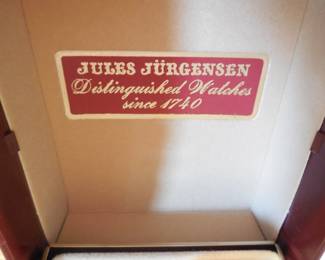 JULES JÜRGENSEN
Distinguished Watches
since 1740